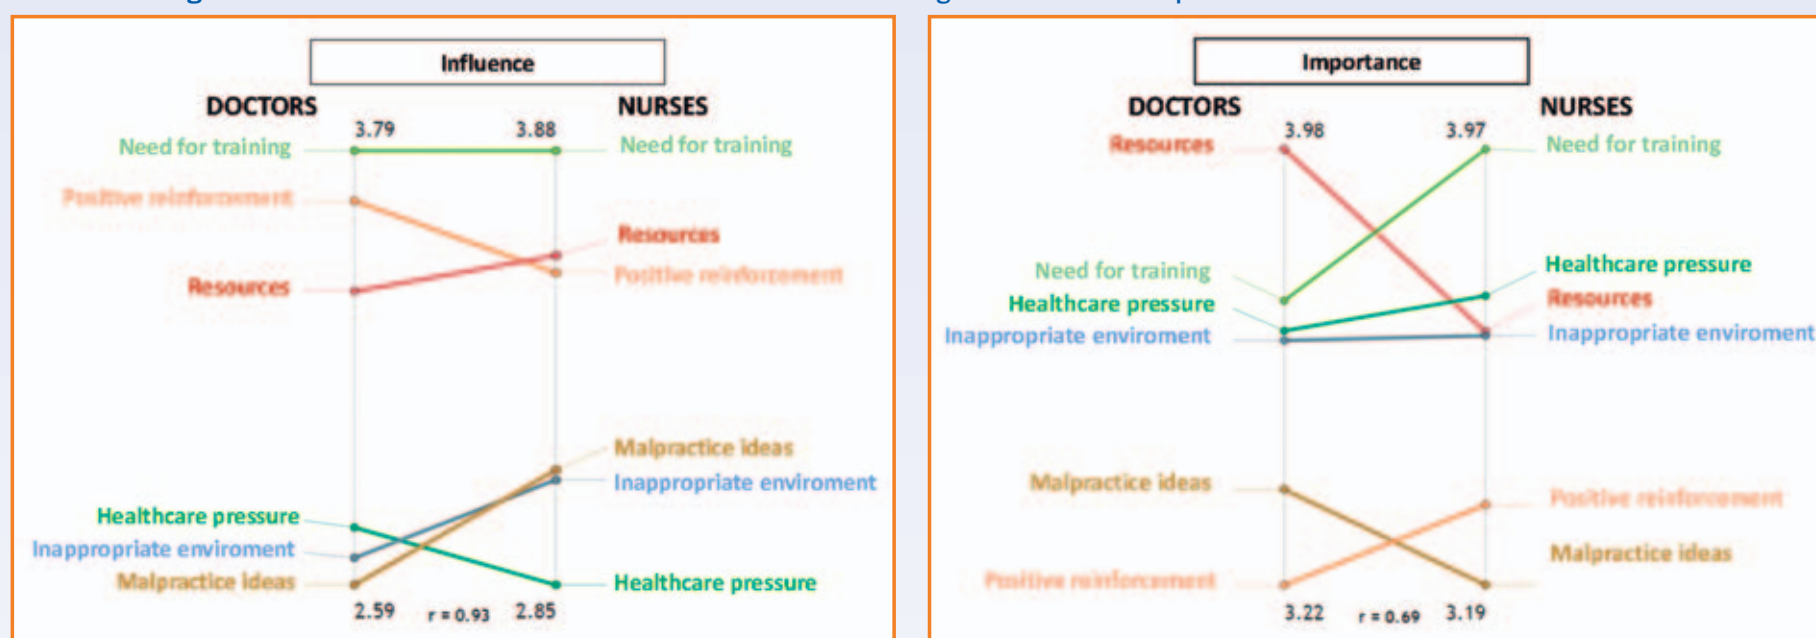 Influence
DOCTORS
NURSES
3.79
3.88
Need for training
Need for training
Positive reinforcement
Resources
Resources
Positive reinforcement
Malpractice ideas
Inappropriate enviroment
Healthcare pressure
Inappropriate enviroment
Malpractice ideas
Healthcare pressure
2.59
r = 0.93
2.85
Importance
DOCTORS
NURSES
3.98
3.97
Resources
Need for training
Need for training
Healthcare pressure
Healthcare pressure
Resources
Inappropriate enviroment
Inappropriate enviroment
Malpractice ideas
Positive reinforcement
Malpractice ideas
Positive reinforcement
3.22
r = 0.69
3.19